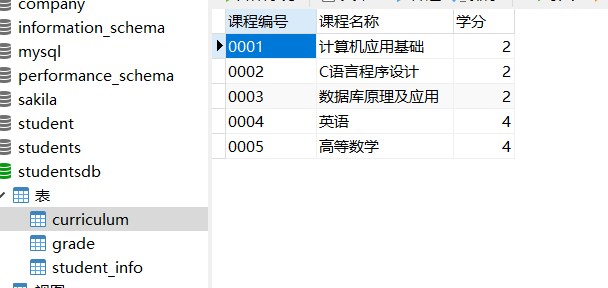 company
information_schema
mysql
performance_schema
sakila
student
students
studentsdb
表
curriculum
grade
student_info
课程编号 课程名称 学分
0001 计算机应用基础 2
0002 C语言程序设计 2
0003 数据库原理及应用 2
0004 英语 4
0005 高等数学 4